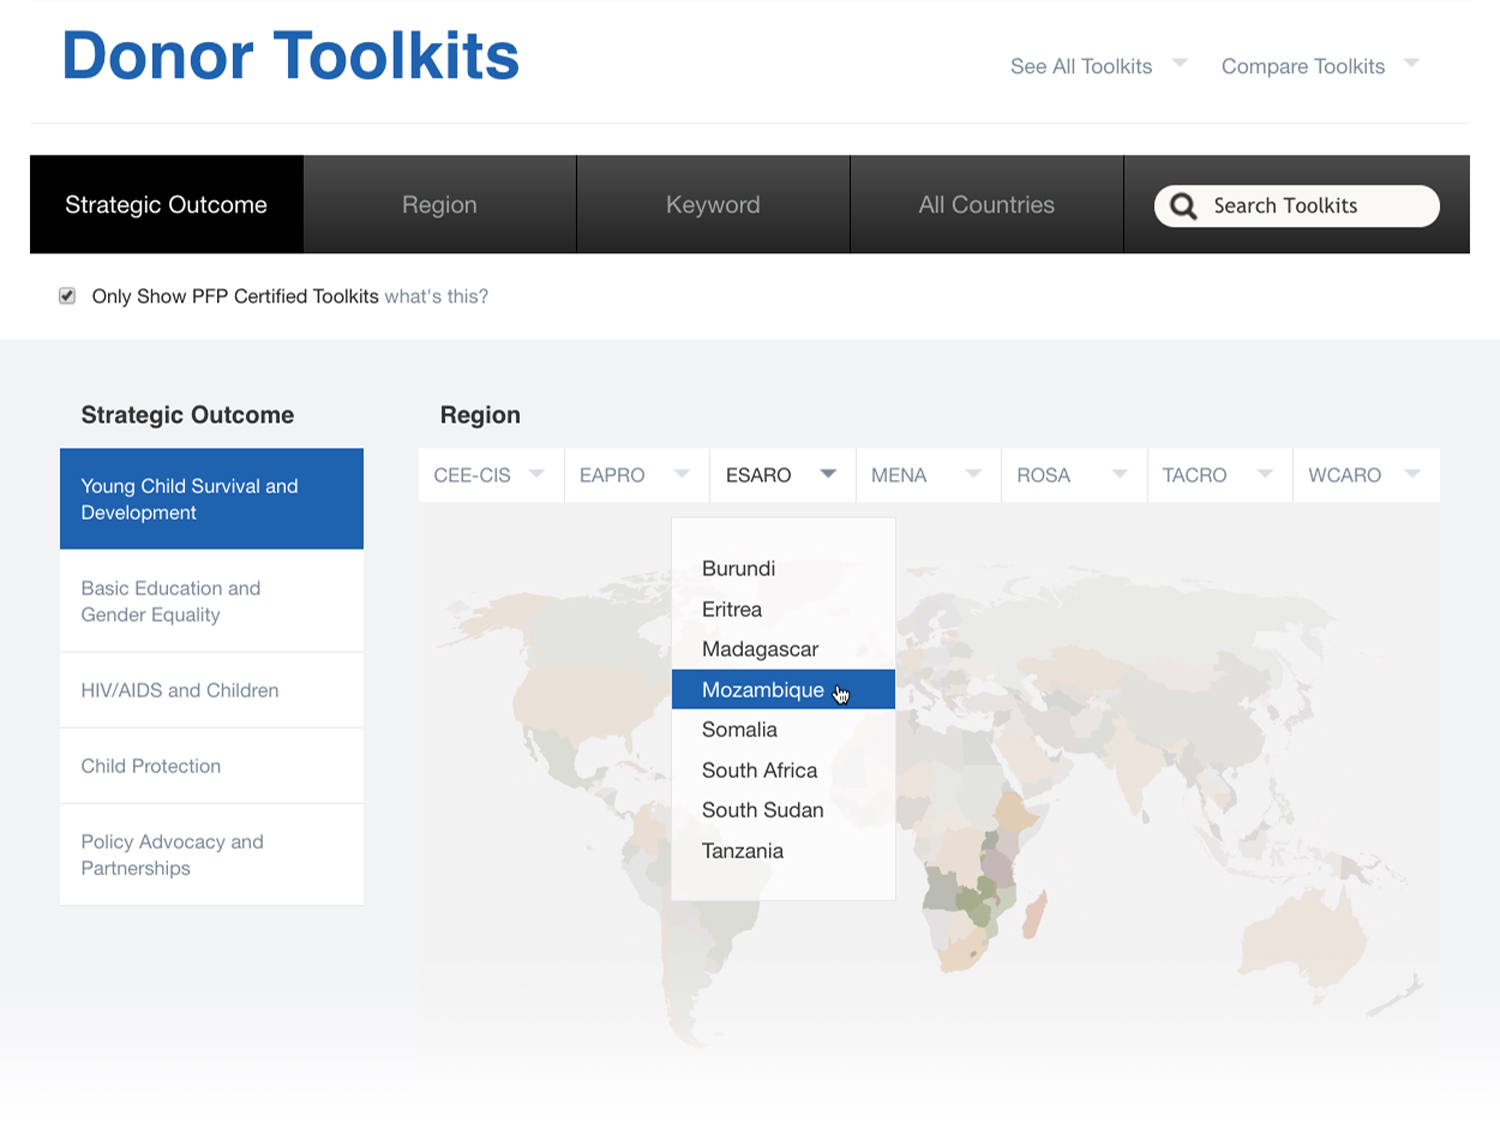 Donor Toolkits
See All Toolkits
Compare Toolkits
Strategic Outcome
Region
Keyword
All Countries
Search Toolkits
Only Show PFP Certified Toolkits what's this?
Strategic Outcome
Young Child Survival and
Development
Basic Education and
Gender Equality
HIV/AIDS and Children
Child Protection
Policy Advocacy and
Partnerships
Region
CEE-CIS
EAPRO
ESARO
MENA
ROSA
TACRO
WCARO
Burundi
Eritrea
Madagascar
Mozambique
Somalia
South Africa
South Sudan
Tanzania